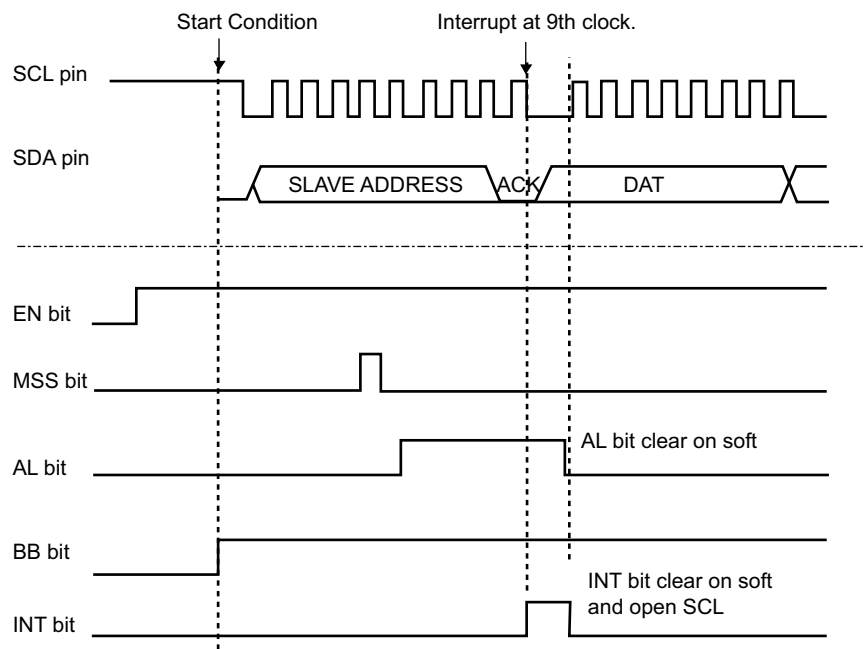 Start Condition
Interrupt at 9th clock.
SCL pin
SDA pin
SLAVE ADDRESS
ACK
DAT
EN bit
MSS bit
AL bit
AL bit clear on soft
BB bit
INT bit clear on soft
and open SCL
INT bit